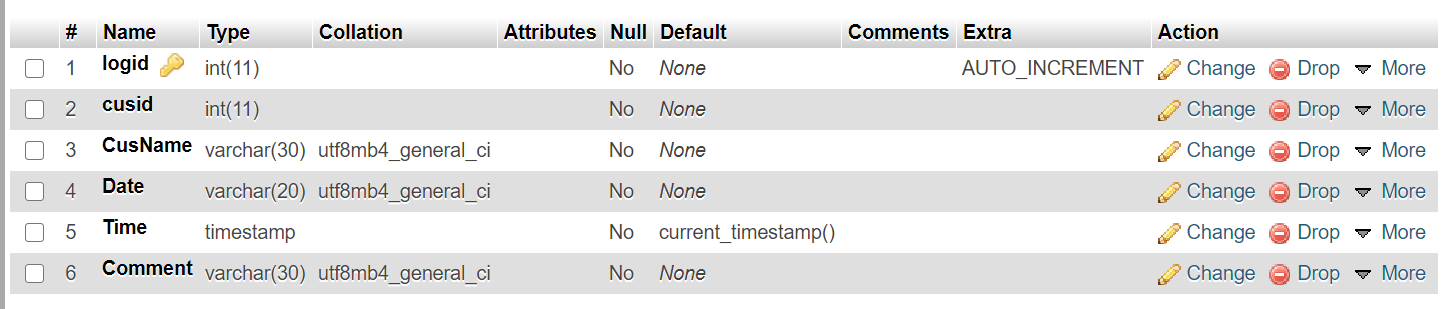 # Name Type Collation Attributes Null Default Comments Extra Action
1 logid int(11) No None AUTO_INCREMENT Change Drop More
2 cusid int(11) No None Change Drop More
3 CusName varchar(30) utf8mb4_general_ci No None Change Drop More
4 Date varchar(20) utf8mb4_general_ci No None Change Drop More
5 Time timestamp No current_timestamp() Change Drop More
6 Comment varchar(30) utf8mb4_general_ci No None Change Drop More